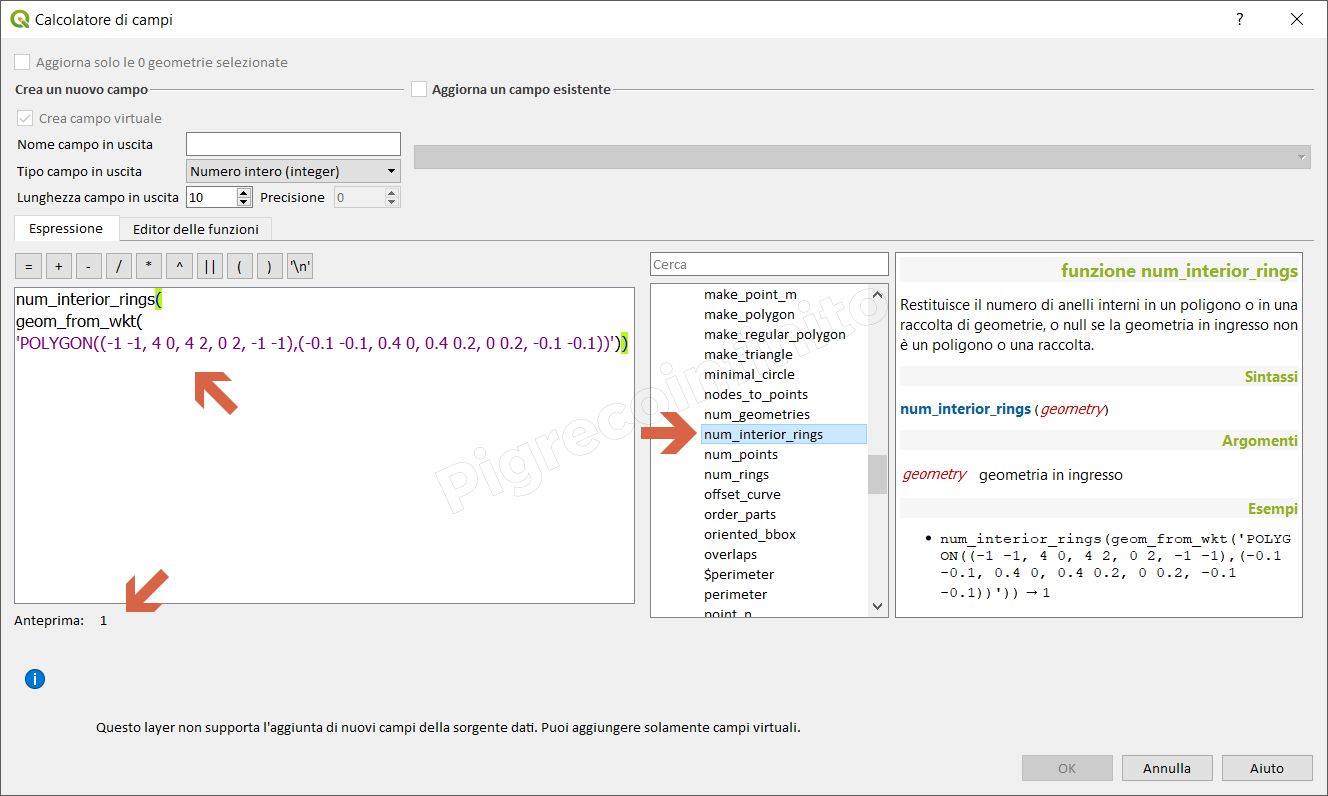 Calcolatore di campi
?
Aggiorna solo le 0 geometrie selezionate
Crea un nuovo campo
Aggiorna un campo esistente
Crea campo virtuale
Nome campo in uscita
Tipo campo in uscita
Numero intero (integer)
Lunghezza campo in uscita
10
Precisione
0
Espressione
Editor delle funzioni
= + - / * ^ || ( ) '\n'
num_interior_rings(
geom_from_wkt(
'POLYGON((-1 -1, 4 0, 4 2, 0 2, -1 -1),(-0.1 -0.1, 0.4 0, 0.4 0.2, 0 0.2, -0.1 -0.1))'))
Anteprima: 1
Cerca
make_point_m
make_polygon
make_regular_polygon
make_triangle
minimal_circle
nodes_to_points
num_geometries
num_interior_rings
num_points
num_rings
offset_curve
order_parts
oriented_bbox
overlaps
$perimeter
perimeter
point_n
funzione num_interior_rings
Restituisce il numero di anelli interni in un poligono o in una
raccolta di geometrie, o null se la geometria in ingresso non
è un poligono o una raccolta.
Sintassi
num_interior_rings(geometry)
Argomenti
geometry geometria in ingresso
Esempi
• num_interior_rings(geom_from_wkt('POLYG
ON((-1 -1, 4 0, 4 2, 0 2, -1 -1),(-0.1
-0.1, 0.4 0, 0.4 0.2, 0 0.2, -0.1
-0.1))')) → 1
Pigrecoinfinito
i
Questo layer non supporta l'aggiunta di nuovi campi della sorgente dati. Puoi aggiungere solamente campi virtuali.
OK
Annulla
Aiuto